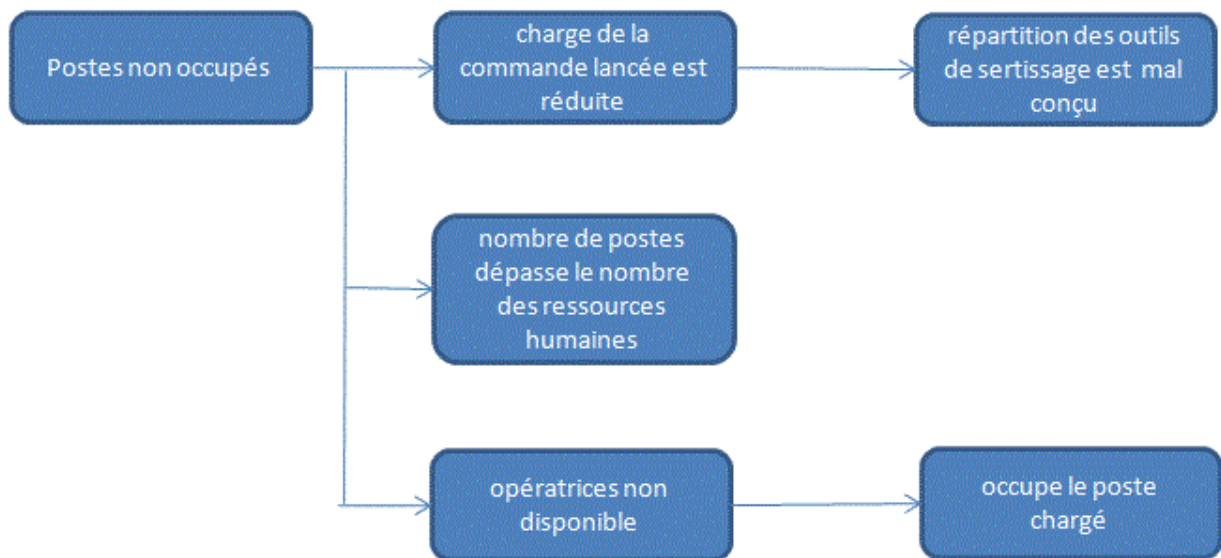 Postes non occupés
charge de la
commande lancée est
réduite
répartition des outils
de sertissage est mal
conçu
nombre de postes
dépasse le nombre
des ressources
humaines
opératrices non
disponible
occupe le poste
chargé